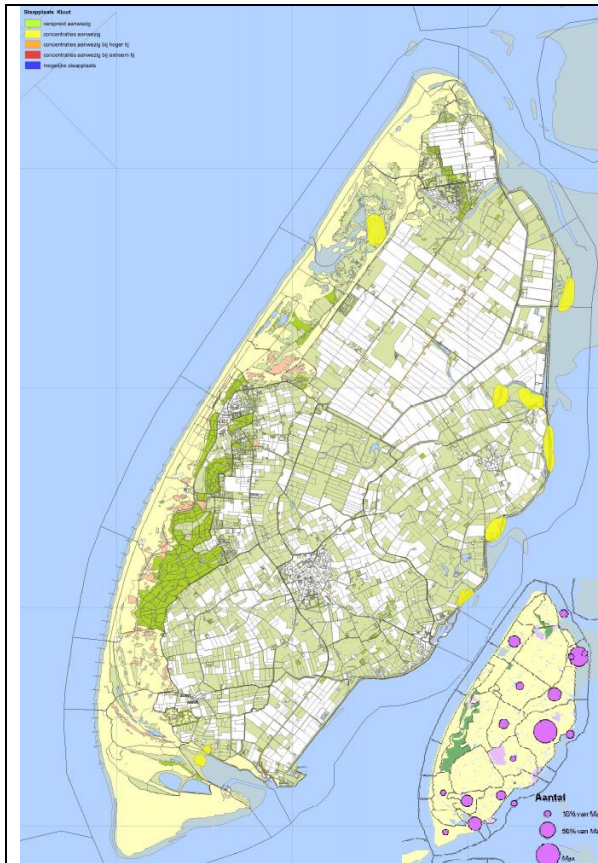 Slaapplaats Kluut
verspreid aanwezig
concentraties aanwezig
concentraties aanwezig bij hoger tij
concentraties aanwezig bij extreem tij
mogelijke slaapplaats
Aantal
Max